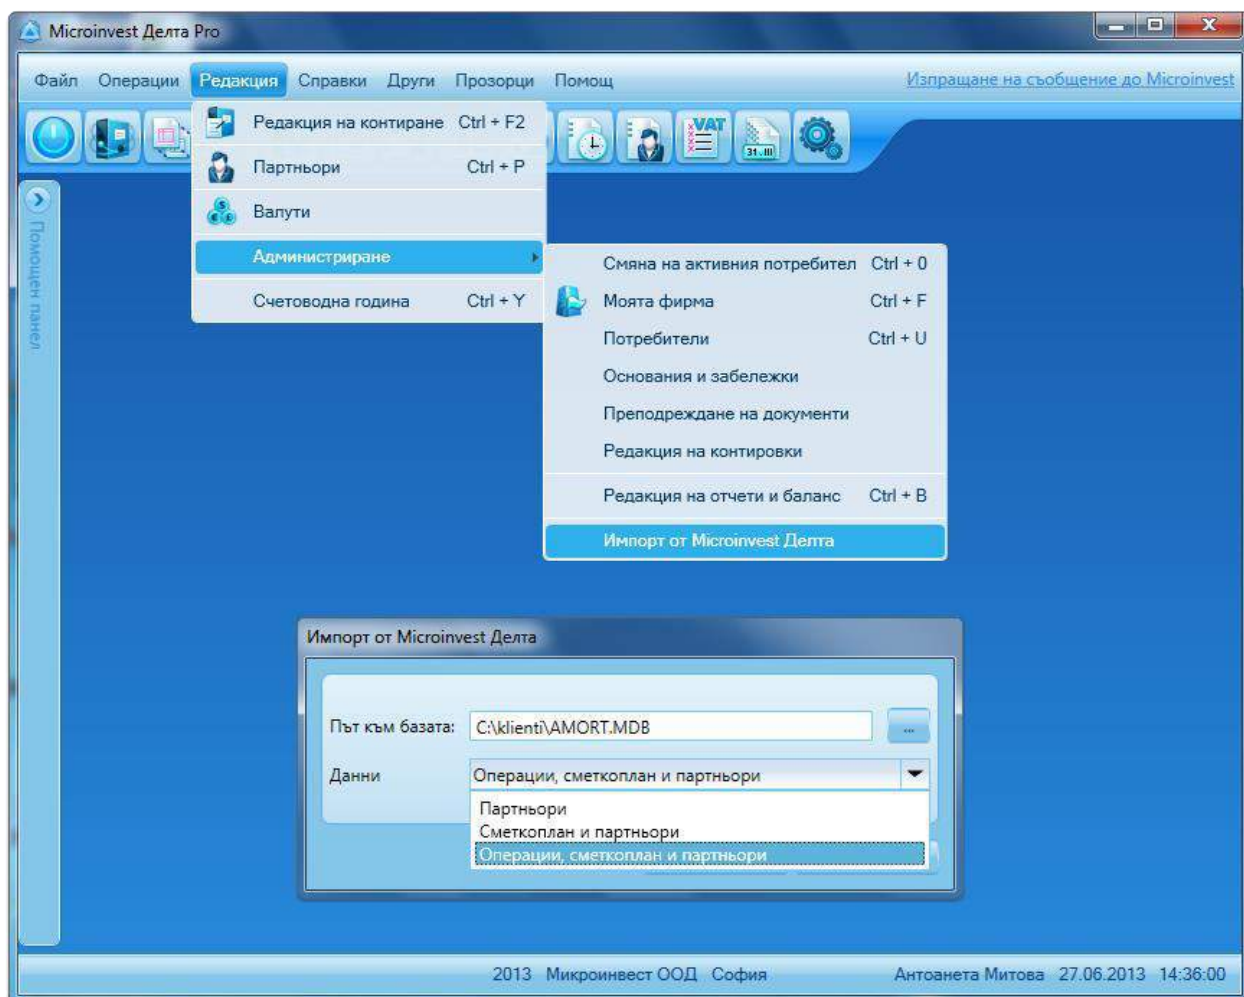 Microinvest Делта Pro
Файл Операции Редакция Справки Други Прозорци Помощ Изпращане на съобщение до Microinvest
Редакция на контиране Ctrl + F2
VAT
31.III
Партньори Ctrl + P
Валути
Помощен панел
Администриране
Счетоводна година Ctrl + Y
Смяна на активния потребител Ctrl + 0
Моята фирма Ctrl + F
Потребители Ctrl + U
Основания и забележки
Преподреждане на документи
Редакция на контировки
Редакция на отчети и баланс Ctrl + B
Импорт от Microinvest Делта
Импорт от Microinvest Делта
Път към базата: C:\klienti\AMORT.MDB ...
Данни Операции, сметкоплан и партньори
Партньори
Сметкоплан и партньори
Операции, сметкоплан и партньори
2013 Микроинвест ООД София Антоанета Митова 27.06.2013 14:36:00